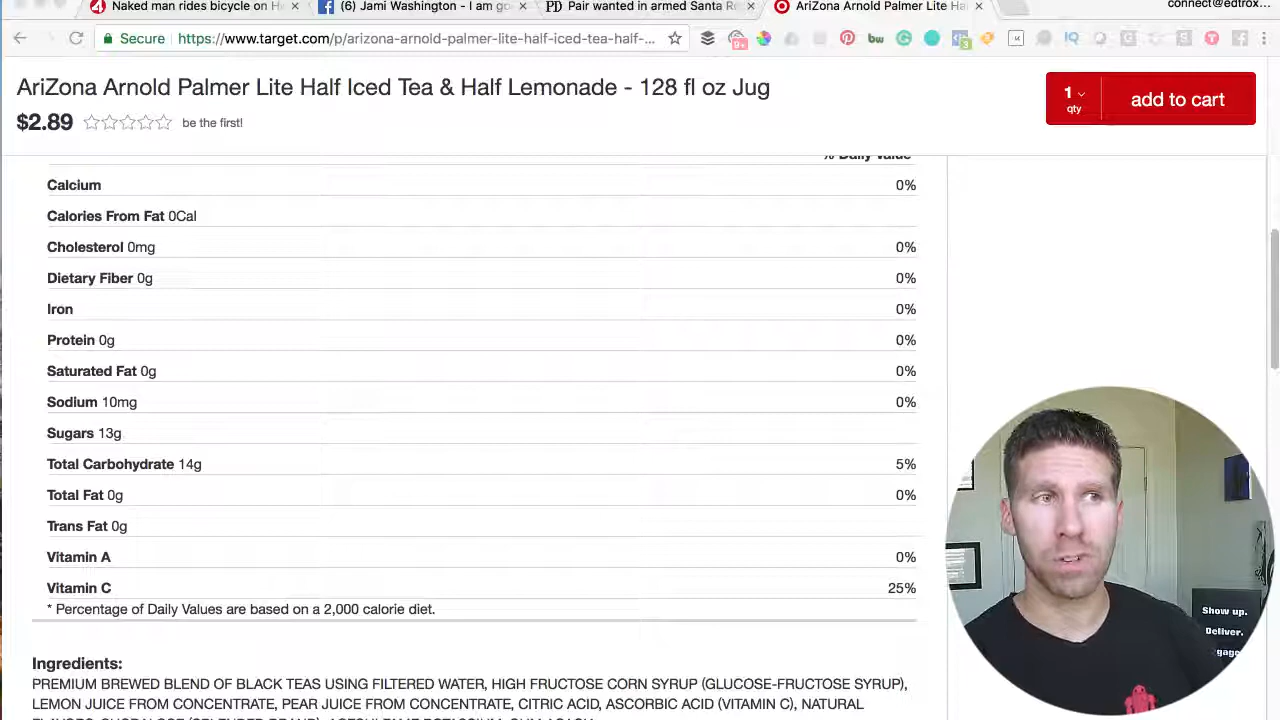 Naked man rides bicycle on Hi
(6) Jami Washington - I am go
PD Pair wanted in armed Santa R
AriZona Arnold Palmer Lite Ha
connect@edtrox...
Secure https://www.target.com/p/arizona-arnold-palmer-lite-half-iced-tea-half-...
AriZona Arnold Palmer Lite Half Iced Tea & Half Lemonade - 128 fl oz Jug
$2.89 be the first!
1 qty add to cart
% Daily Value
Calcium 0%
Calories From Fat 0Cal
Cholesterol 0mg 0%
Dietary Fiber 0g 0%
Iron 0%
Protein 0g 0%
Saturated Fat 0g 0%
Sodium 10mg 0%
Sugars 13g
Total Carbohydrate 14g 5%
Total Fat 0g 0%
Trans Fat 0g
Vitamin A 0%
Vitamin C 25%
* Percentage of Daily Values are based on a 2,000 calorie diet.
Show up.
Deliver.
gage
Ingredients:
PREMIUM BREWED BLEND OF BLACK TEAS USING FILTERED WATER, HIGH FRUCTOSE CORN SYRUP (GLUCOSE-FRUCTOSE SYRUP),
LEMON JUICE FROM CONCENTRATE, PEAR JUICE FROM CONCENTRATE, CITRIC ACID, ASCORBIC ACID (VITAMIN C), NATURAL